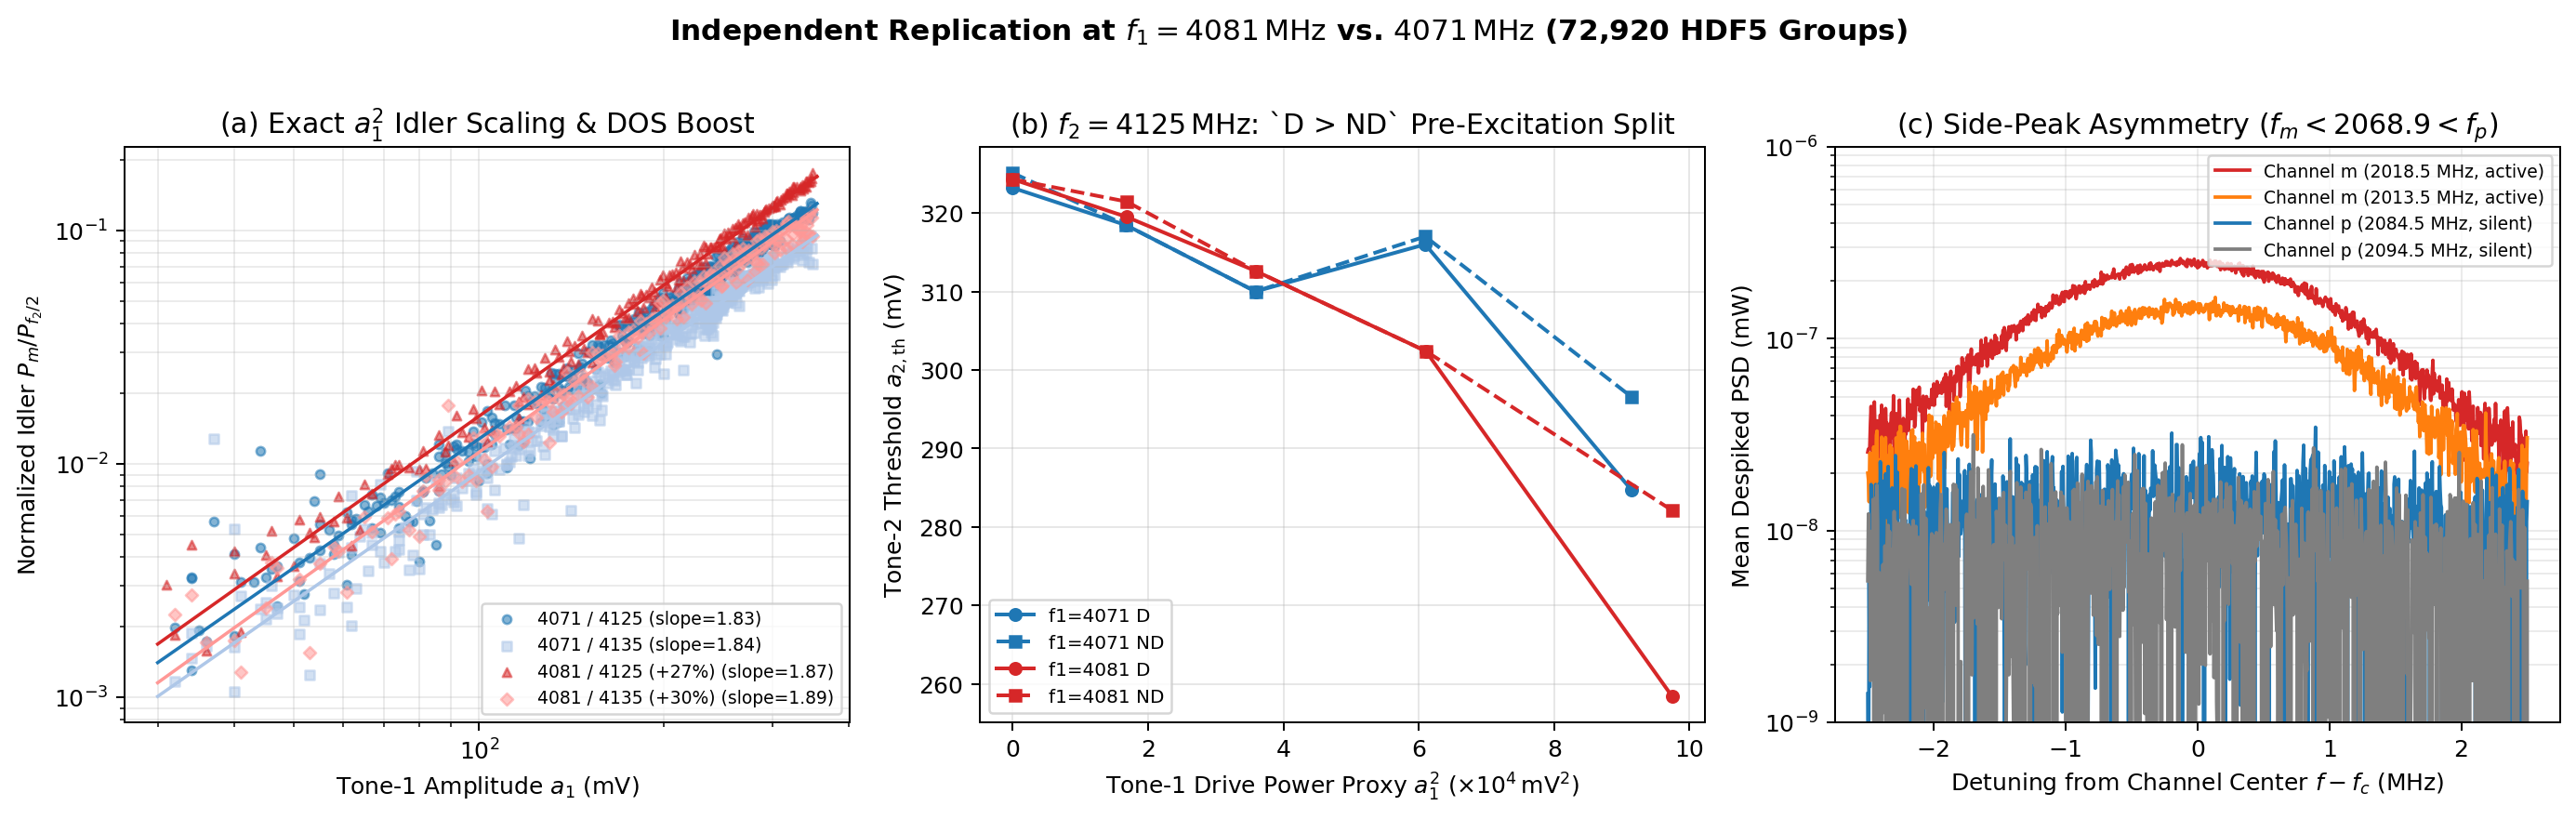 Independent Replication at f₁ = 4081 MHz vs. 4071 MHz (72,920 HDF5 Groups)
(a) Exact a₁² Idler Scaling & DOS Boost
Normalized Idler Pₘ/P_{f₂/2}
10⁻¹
10⁻²
10⁻³
10²
Tone-1 Amplitude a₁ (mV)
4071 / 4125 (slope=1.83)
4071 / 4135 (slope=1.84)
4081 / 4125 (+27%) (slope=1.87)
4081 / 4135 (+30%) (slope=1.89)
(b) f₂ = 4125 MHz: `D > ND` Pre-Excitation Split
Tone-2 Threshold a₂,th (mV)
320
310
300
290
280
270
260
0 2 4 6 8 10
Tone-1 Drive Power Proxy a₁² (×10⁴ mV²)
f1=4071 D
f1=4071 ND
f1=4081 D
f1=4081 ND
(c) Side-Peak Asymmetry (fₘ < 2068.9 < fₚ)
Mean Despiked PSD (mW)
10⁻⁶
10⁻⁷
10⁻⁸
10⁻⁹
−2 −1 0 1 2
Detuning from Channel Center f − f_c (MHz)
Channel m (2018.5 MHz, active)
Channel m (2013.5 MHz, active)
Channel p (2084.5 MHz, silent)
Channel p (2094.5 MHz, silent)